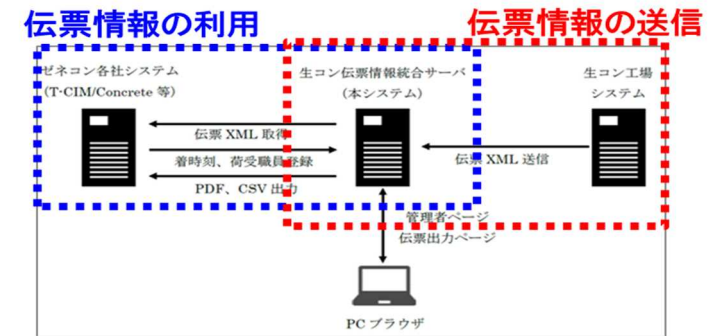 伝票情報の利用
伝票情報の送信
ゼネコン各社システム
(T-CIM/Concrete 等)
生コン伝票情報統合サーバ
(本システム)
生コン工場
システム
伝票 XML 取得
着時刻、荷受職員登録
PDF、CSV 出力
伝票 XML 送信
管理者ページ
伝票出力ページ
PC ブラウザ